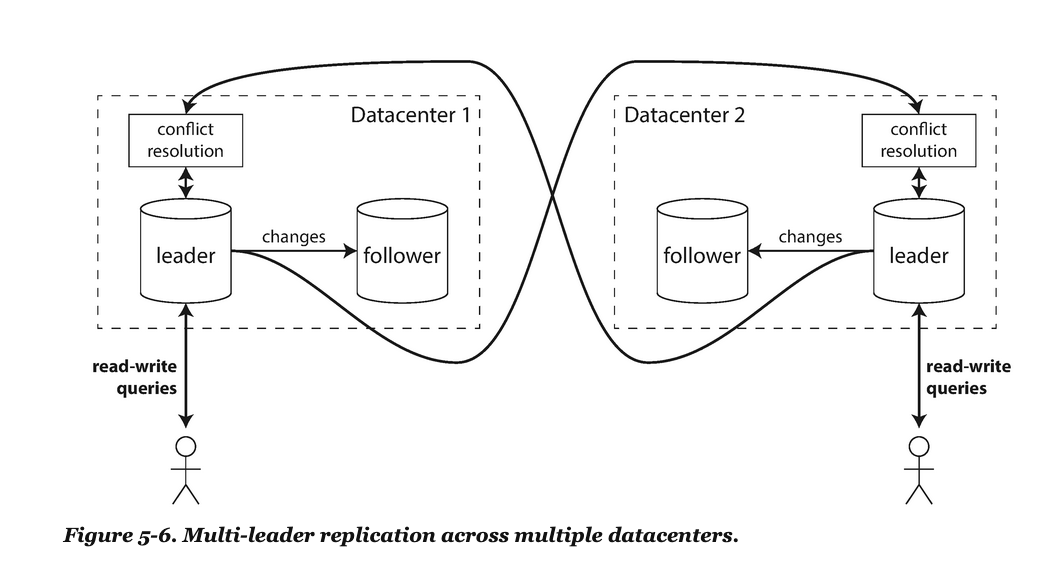 Datacenter 1
conflict
resolution
leader
changes
follower
read-write
queries
Datacenter 2
conflict
resolution
follower
changes
leader
read-write
queries
Figure 5-6. Multi-leader replication across multiple datacenters.